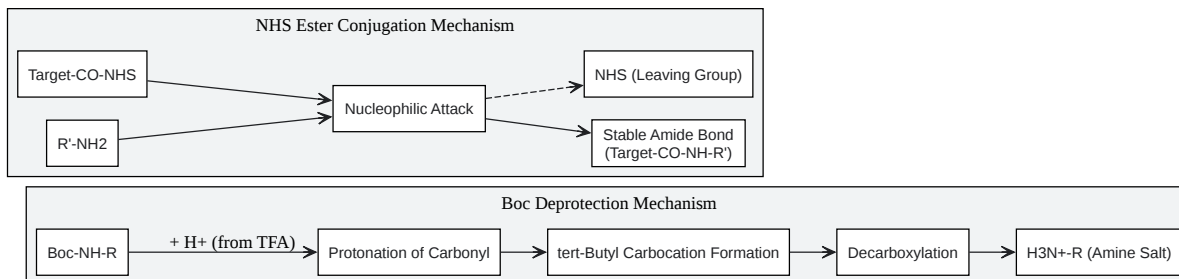 NHS Ester Conjugation Mechanism
Target-CO-NHS
R'-NH2
Nucleophilic Attack
NHS (Leaving Group)
Stable Amide Bond
(Target-CO-NH-R')
Boc Deprotection Mechanism
Boc-NH-R
+ H+ (from TFA)
Protonation of Carbonyl
tert-Butyl Carbocation Formation
Decarboxylation
H3N+-R (Amine Salt)